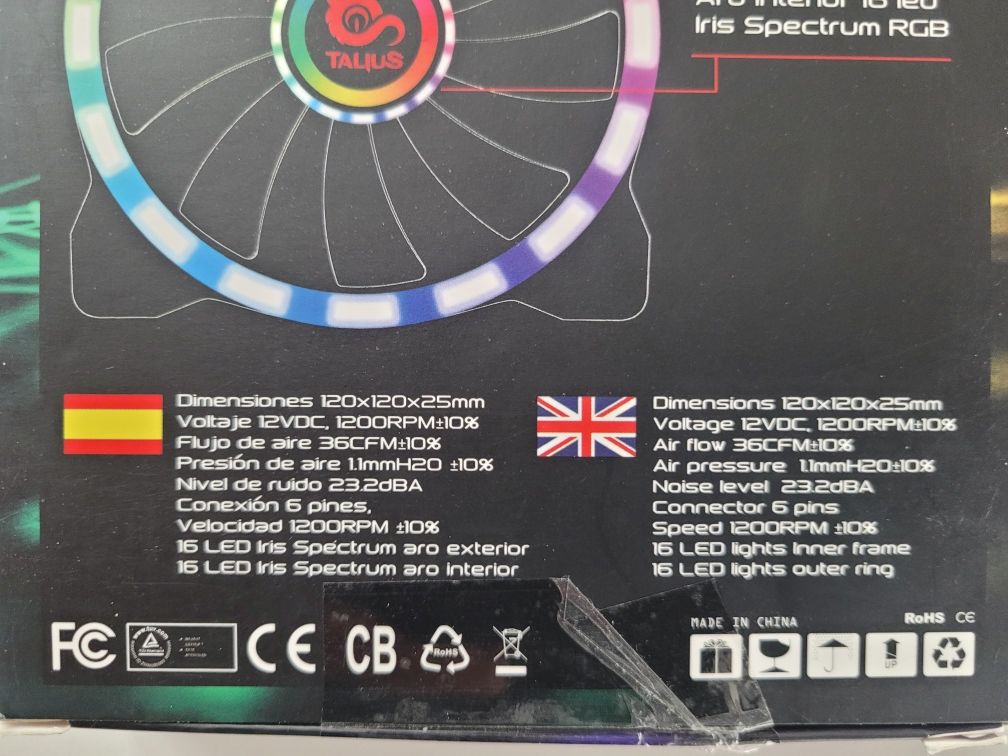 Aro interior 16 led
Iris Spectrum RGB
TALIUS
Dimensiones 120x120x25mm
Voltaje 12VDC, 1200RPM±10%
Flujo de aire 36CFM±10%
Presión de aire 1.1mmH2O ±10%
Nivel de ruido 23.2dBA
Conexión 6 pines,
Velocidad 1200RPM ±10%
16 LED Iris Spectrum aro exterior
16 LED Iris Spectrum aro interior
Dimensions 120x120x25mm
Voltage 12VDC, 1200RPM±10%
Air flow 36CFM±10%
Air pressure 1.1mmH2O±10%
Noise level 23.2dBA
Connector 6 pins
Speed 1200RPM ±10%
16 LED lights inner frame
16 LED lights outer ring
FC
CE
CB
RoHS
MADE IN CHINA
RoHS CE
UP